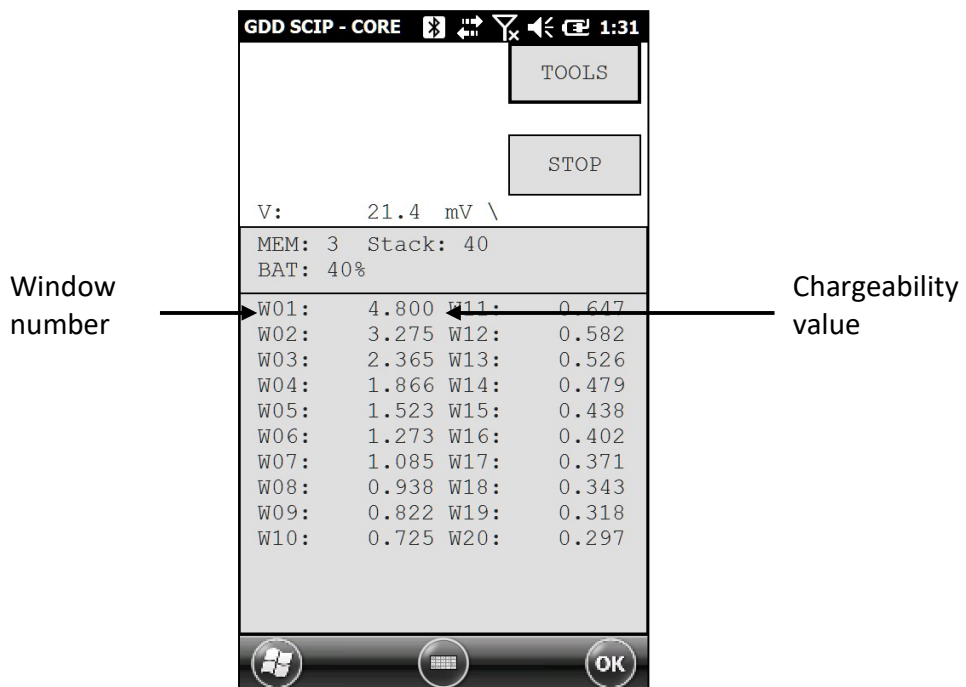 GDD SCIP - CORE 1:31
TOOLS
STOP
V: 21.4 mV \
MEM: 3 Stack: 40
BAT: 40%
Window
number
Chargeability
value
W01: 4.800 W11: 0.647
W02: 3.275 W12: 0.582
W03: 2.365 W13: 0.526
W04: 1.866 W14: 0.479
W05: 1.523 W15: 0.438
W06: 1.273 W16: 0.402
W07: 1.085 W17: 0.371
W08: 0.938 W18: 0.343
W09: 0.822 W19: 0.318
W10: 0.725 W20: 0.297
OK